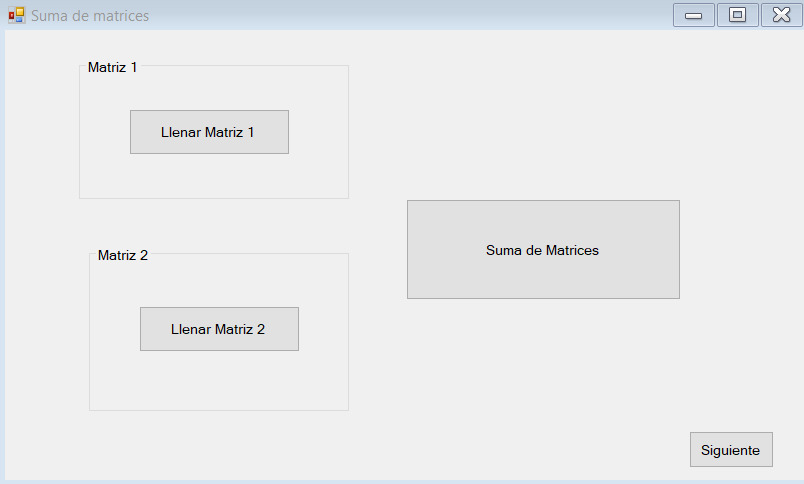 Suma de matrices
Matriz 1
Llenar Matriz 1
Suma de Matrices
Matriz 2
Llenar Matriz 2
Siguiente